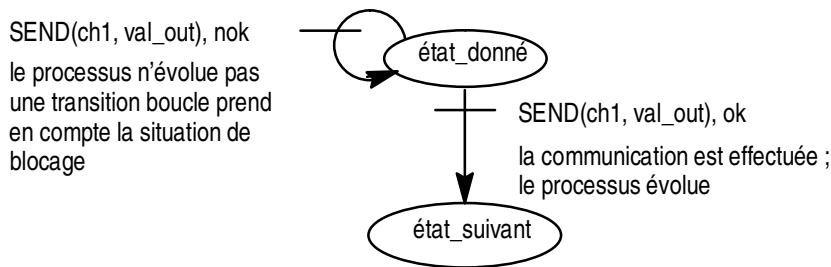 SEND(ch1, val_out), nok
le processus n'évolue pas
une transition boucle prend
en compte la situation de
blocage
état_donné
SEND(ch1, val_out), ok
la communication est effectuée ;
le processus évolue
état_suivant